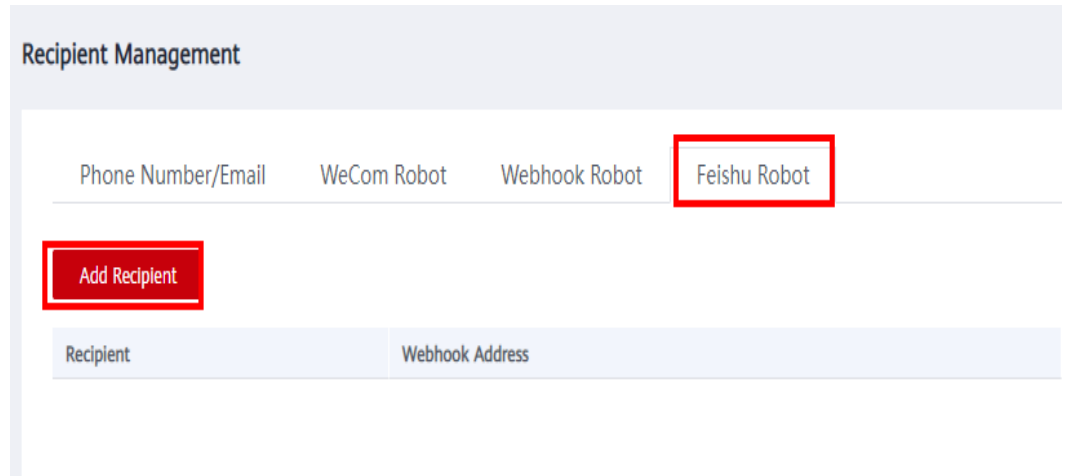 Recipient Management
Phone Number/Email WeCom Robot Webhook Robot Feishu Robot
Add Recipient
Recipient Webhook Address